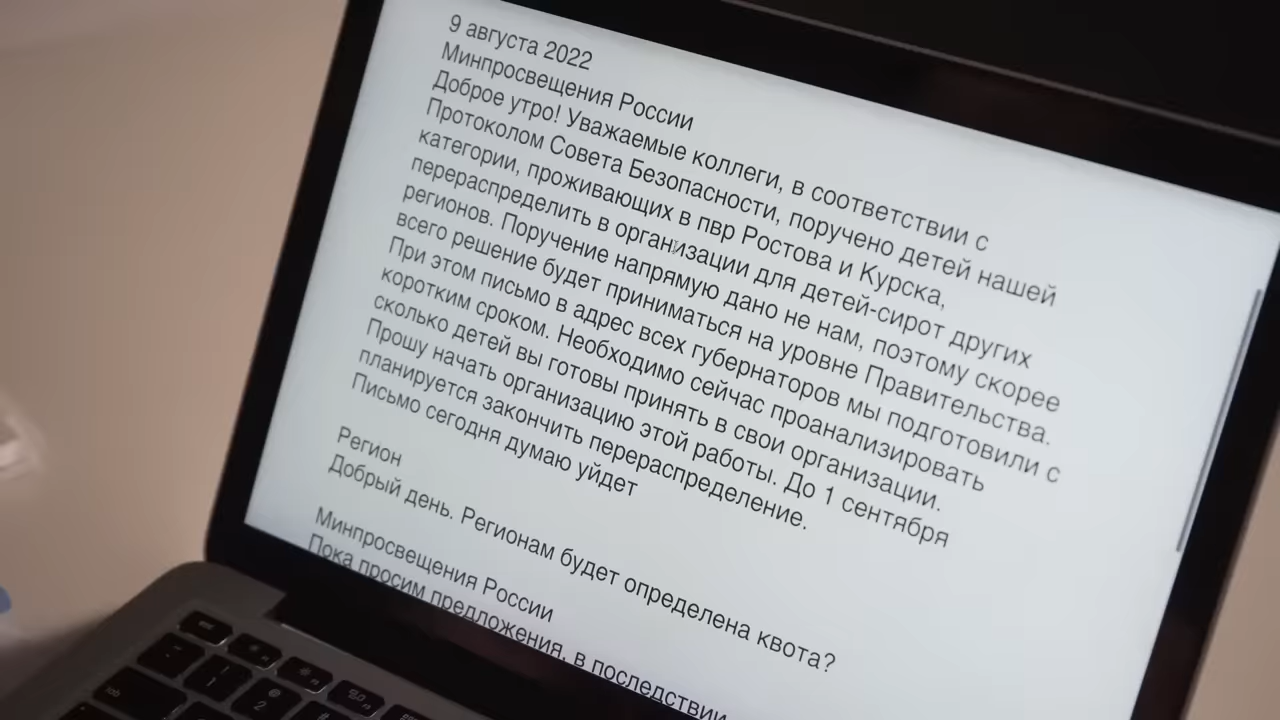 9 августа 2022
Минпросвещения России
Доброе утро! Уважаемые коллеги, в соответствии с
Протоколом Совета Безопасности, поручено детей нашей
категории, проживающих в пвр Ростова и Курска,
перераспределить в организации для детей-сирот других
регионов. Поручение напрямую дано не нам, поэтому скорее
всего решение будет приниматься на уровне Правительства.
При этом письмо в адрес всех губернаторов мы подготовили с
коротким сроком. Необходимо сейчас проанализировать
сколько детей вы готовы принять в свои организации.
Прошу начать организацию этой работы. До 1 сентября
планируется закончить перераспределение.
Письмо сегодня думаю уйдет
Регион
Добрый день. Регионам будет определена квота?
Минпросвещения России
Пока просим предложения, в последствии
esc
tab
!
1
@
2
#